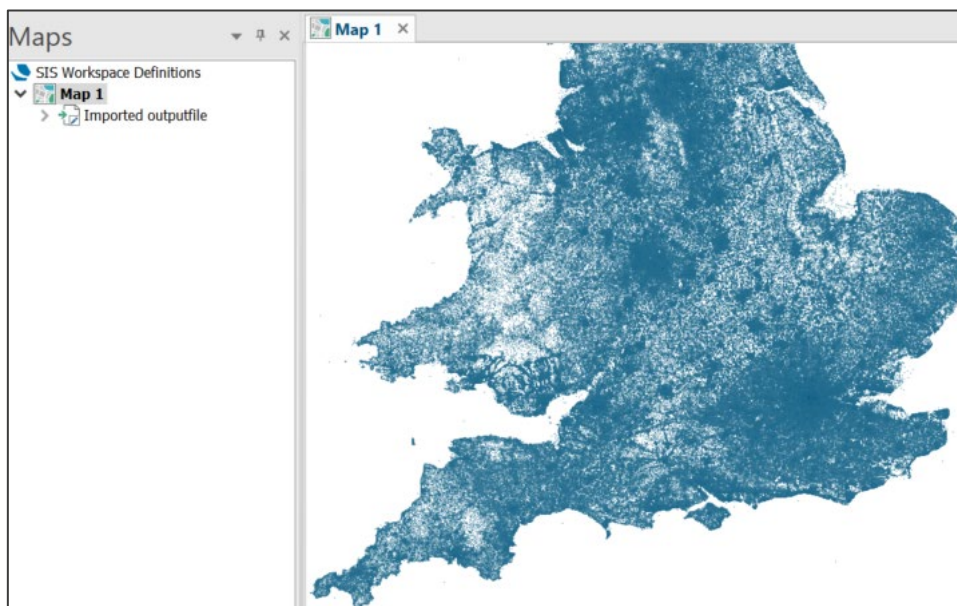 Maps
SIS Workspace Definitions
Map 1
Imported outputfile
Map 1